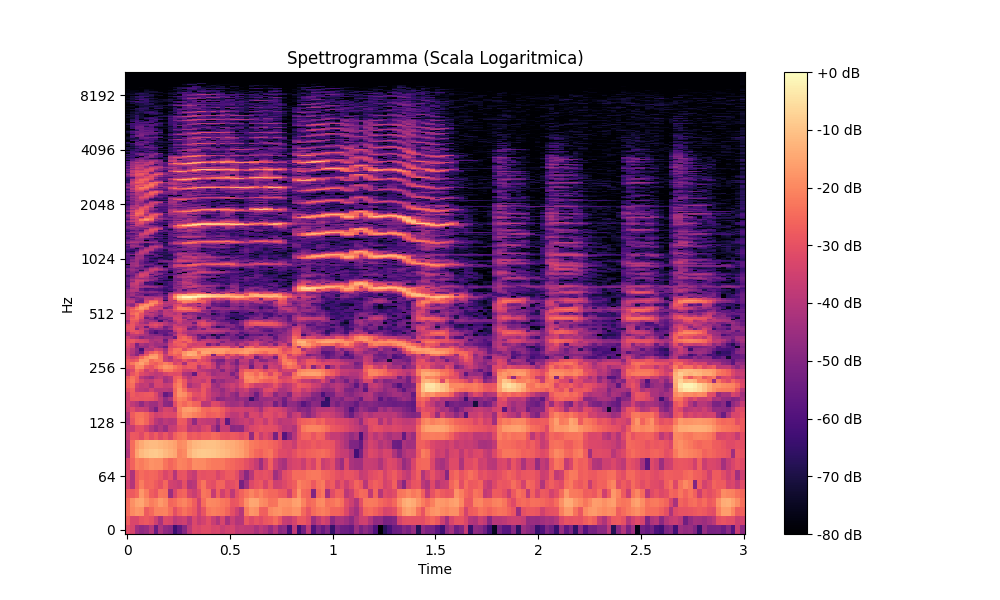 Spettrogramma (Scala Logaritmica)
8192
4096
2048
1024
512
256
128
64
0
Hz
0
0.5
1
1.5
2
2.5
3
Time
+0 dB
-10 dB
-20 dB
-30 dB
-40 dB
-50 dB
-60 dB
-70 dB
-80 dB